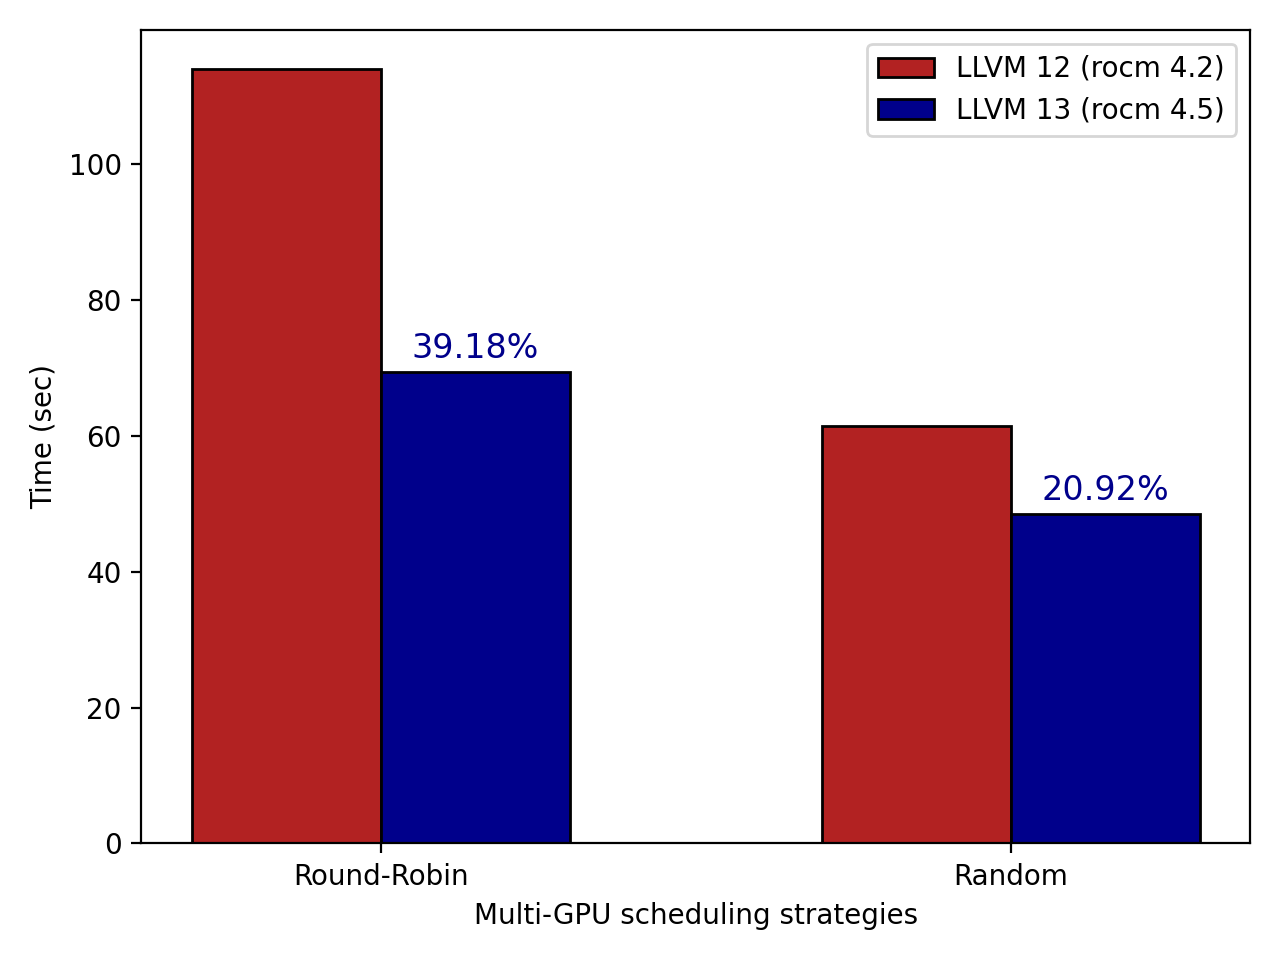 LLVM 12 (rocm 4.2)
LLVM 13 (rocm 4.5)
100
80
60
40
20
0
Time (sec)
39.18%
20.92%
Round-Robin
Random
Multi-GPU scheduling strategies